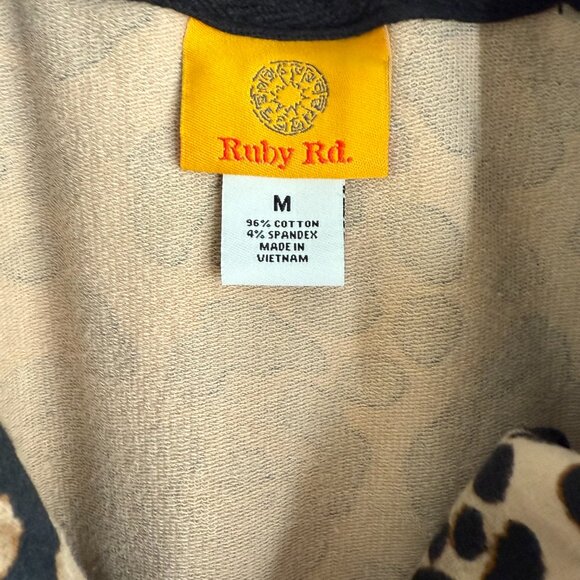 Ruby Rd.
M
96% COTTON
4% SPANDEX
MADE IN
VIETNAM